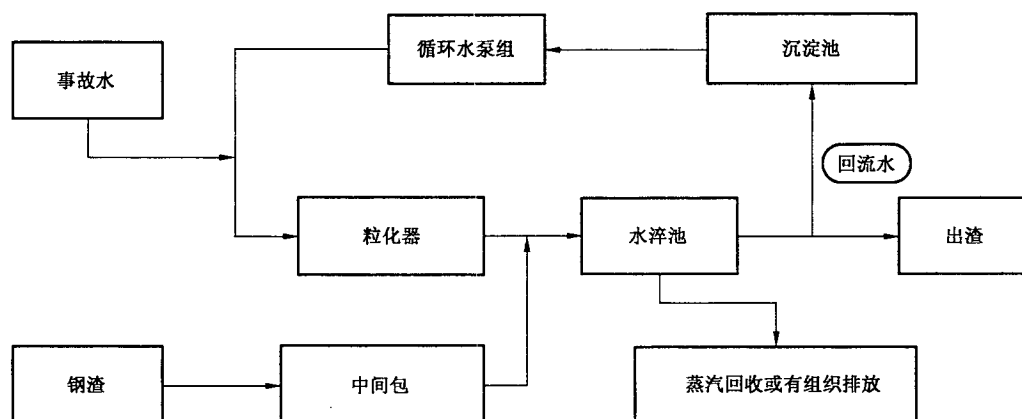 循环水泵组
沉淀池
事故水
回流水
粒化器
水淬池
出渣
钢渣
中间包
蒸汽回收或有组织排放